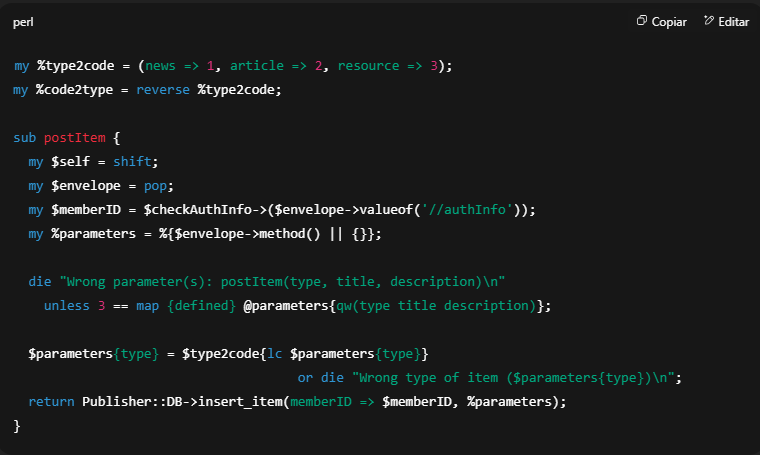 perl
Copiar
Editar
my %type2code = (news => 1, article => 2, resource => 3);
my %code2type = reverse %type2code;
sub postItem {
my $self = shift;
my $envelope = pop;
my $memberID = $checkAuthInfo->($envelope->valueof('//authInfo'));
my %parameters = %{$envelope->method() || {}};
die "Wrong parameter(s): postItem(type, title, description)\n"
unless 3 == map {defined} @parameters{qw(type title description)};
$parameters{type} = $type2code{lc $parameters{type}}
or die "Wrong type of item ($parameters{type})\n";
return Publisher::DB->insert_item(memberID => $memberID, %parameters);
}